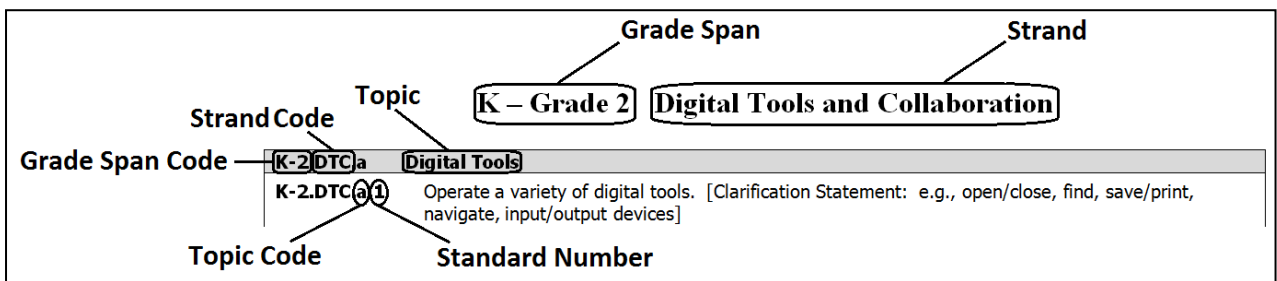 Grade Span Strand
Topic K – Grade 2 Digital Tools and Collaboration
Strand Code
Grade Span Code K-2.DTC.a Digital Tools
K-2.DTC.a.1 Operate a variety of digital tools. [Clarification Statement: e.g., open/close, find, save/print,
navigate, input/output devices]
Topic Code Standard Number